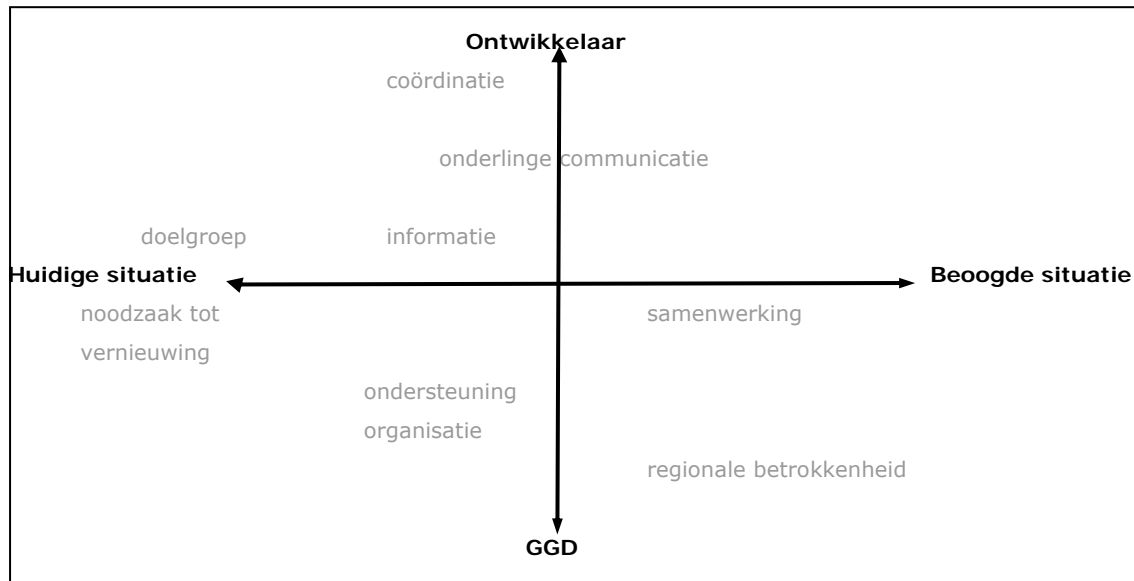 Ontwikkelaar
coördinatie
onderlinge communicatie
doelgroep
informatie
Huidige situatie
Beoogde situatie
noodzaak tot
vernieuwing
samenwerking
ondersteuning
organisatie
regionale betrokkenheid
GGD